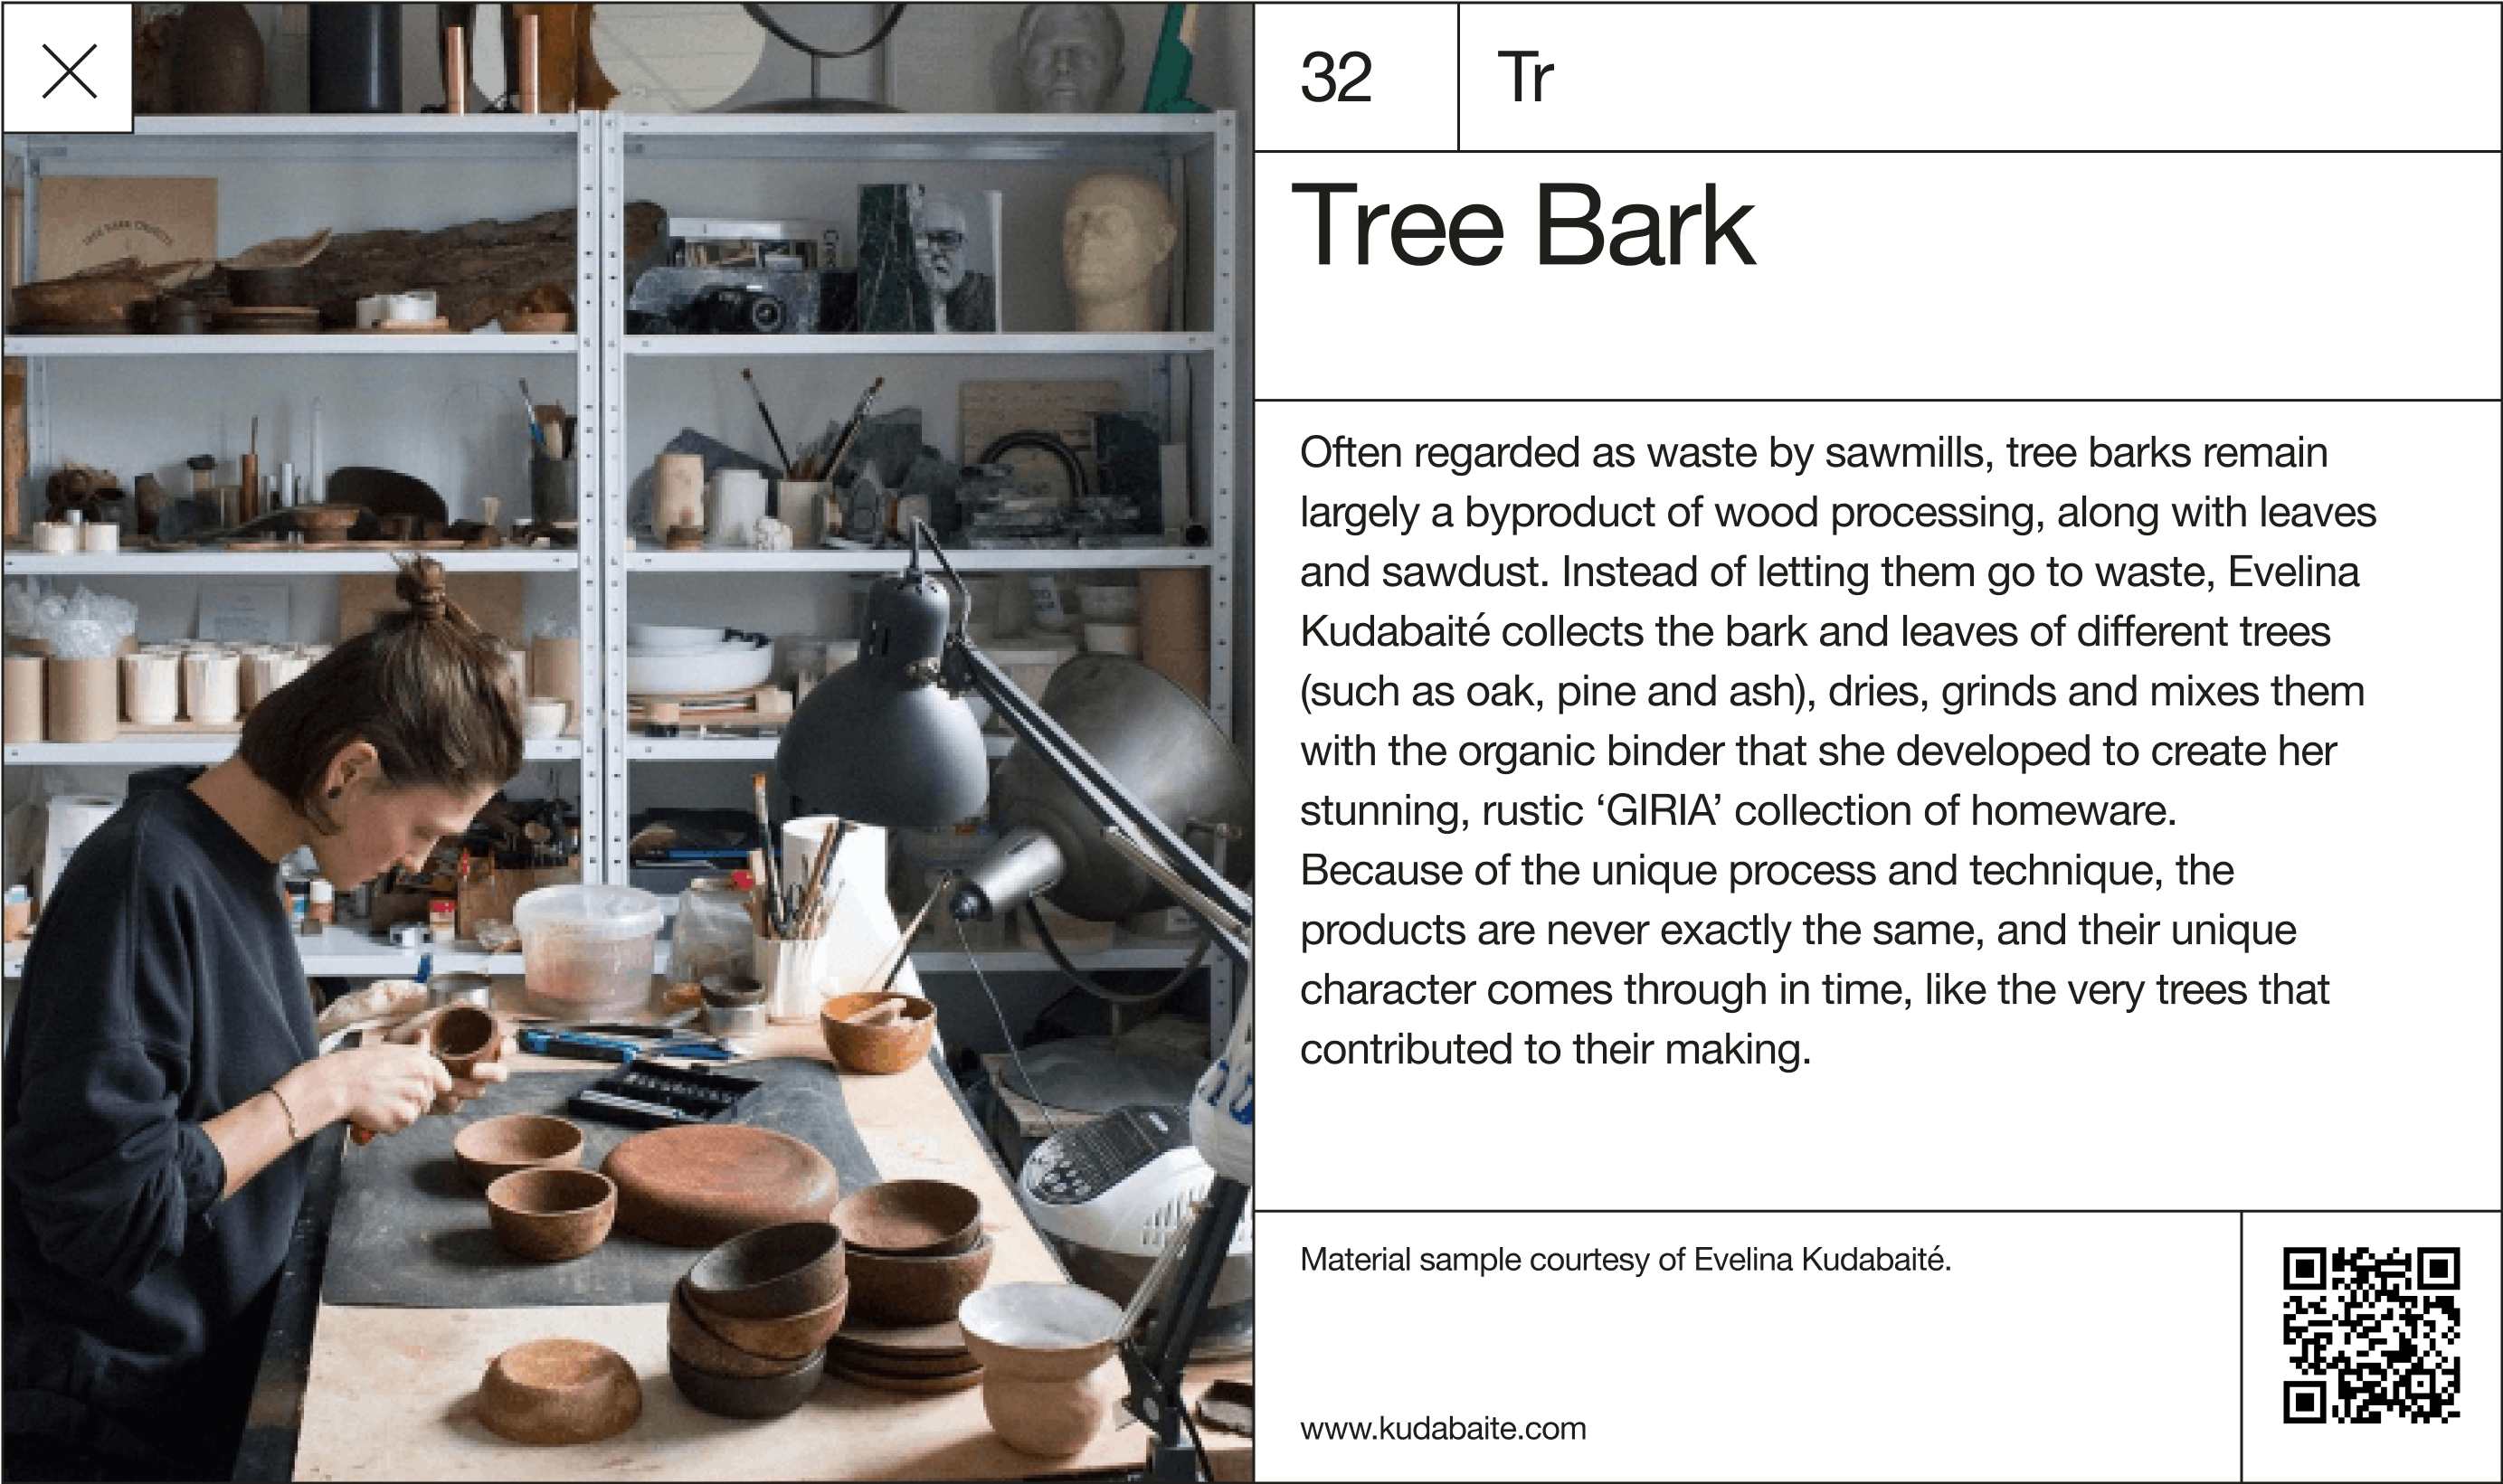 32
Tr
Tree Bark
TREE BARK OBJECTS
Often regarded as waste by sawmills, tree barks remain
largely a byproduct of wood processing, along with leaves
and sawdust. Instead of letting them go to waste, Evelina
Kudabaité collects the bark and leaves of different trees
(such as oak, pine and ash), dries, grinds and mixes them
with the organic binder that she developed to create her
stunning, rustic ‘GIRIA’ collection of homeware.
Because of the unique process and technique, the
products are never exactly the same, and their unique
character comes through in time, like the very trees that
contributed to their making.
Material sample courtesy of Evelina Kudabaité.
www.kudabaite.com